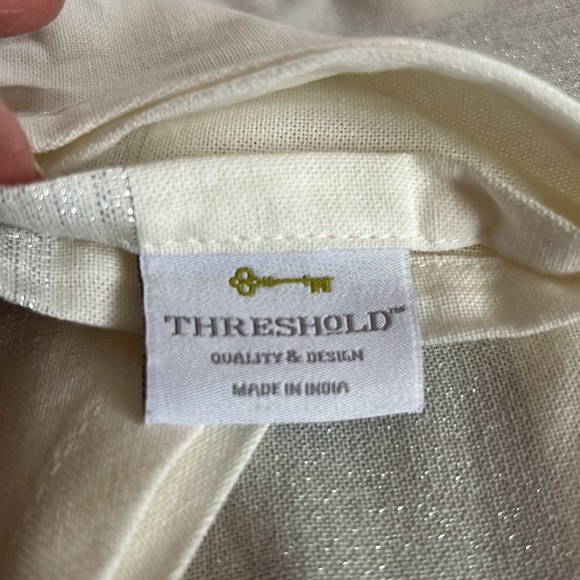 THRESHOLD™
QUALITY & DESIGN
MADE IN INDIA